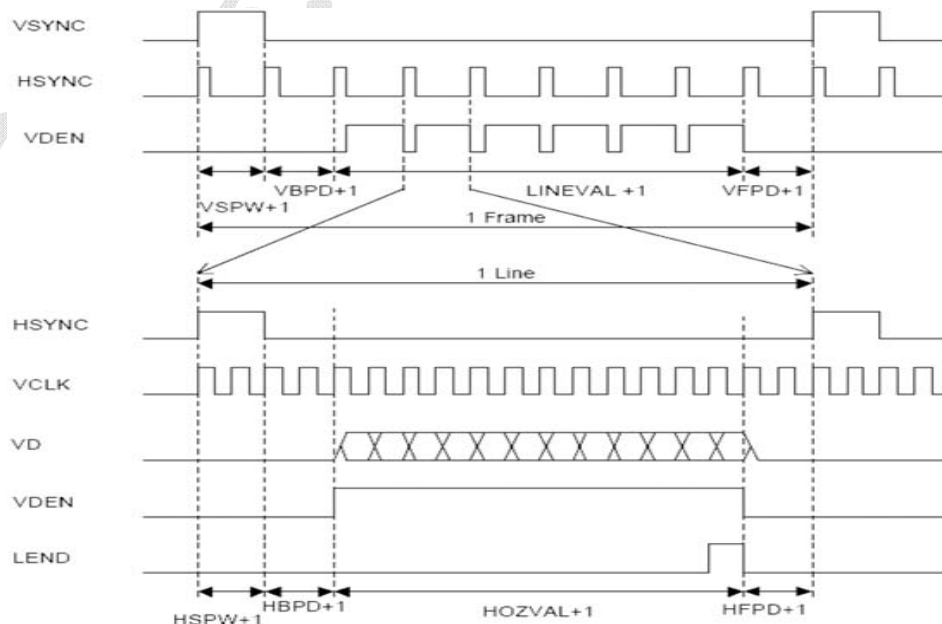 VSYNC
HSYNC
VDEN
VBPD+1
LINEVAL +1
VFPD+1
VSPW+1
1 Frame
1 Line
HSYNC
VCLK
VD
VDEN
LEND
HSPW+1
HBPD+1
HOZVAL+1
HFPD+1